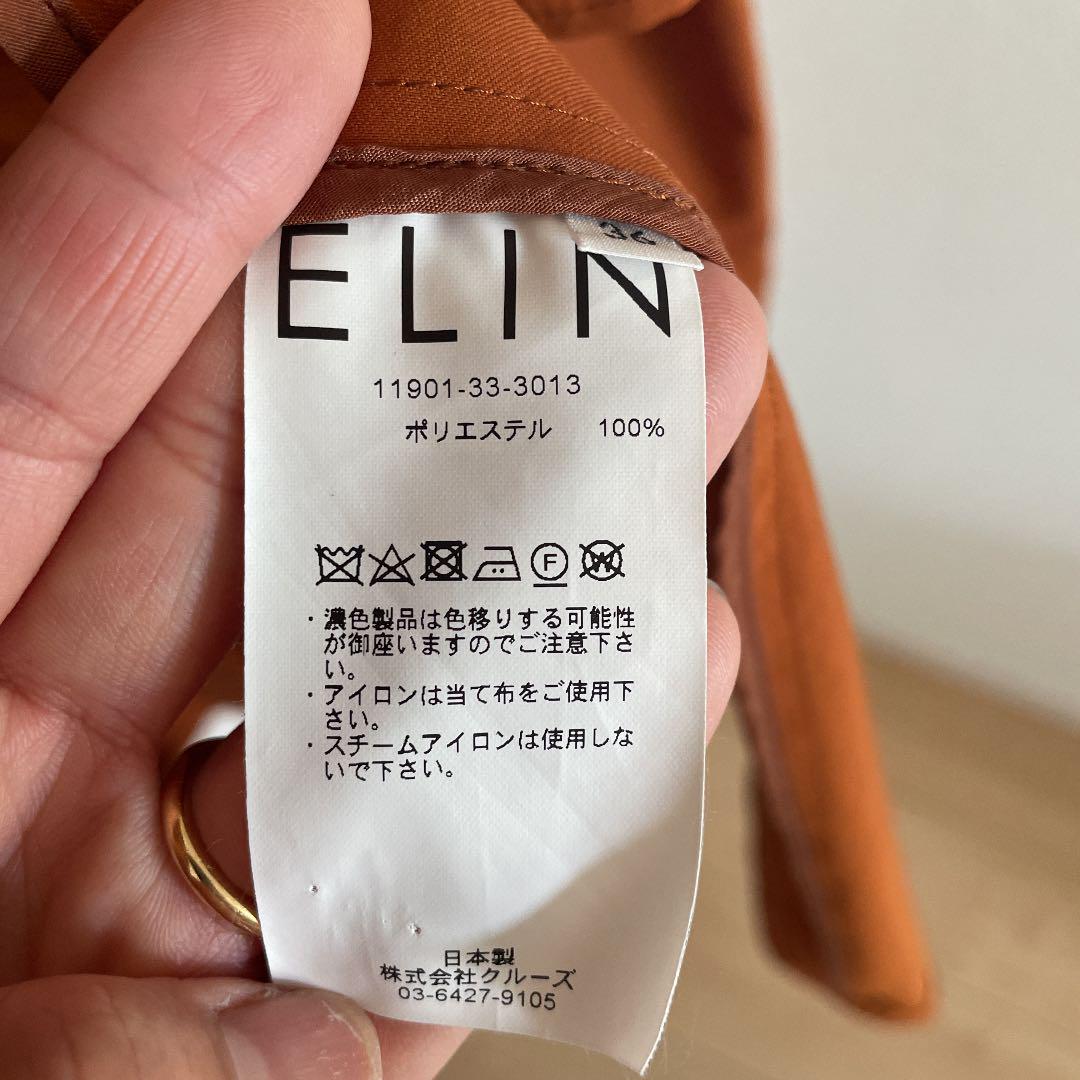 36
ELIN
11901-33-3013
ポリエステル 100%
F
W
・濃色製品は色移りする可能性
が御座いますのでご注意下さ
い。
・アイロンは当て布をご使用下
さい。
・スチームアイロンは使用しな
いで下さい。
日本製
株式会社クルーズ
03-6427-9105